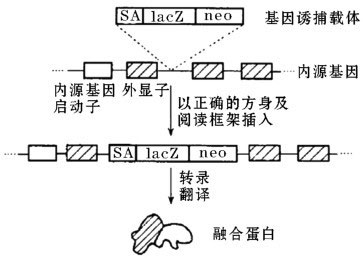 SA lacZ neo 基因诱捕载体
内源基因
内源基因 外显子
启动子
以正确的方身及
阅读框架插入
SA lacZ neo
转录
翻译
融合蛋白